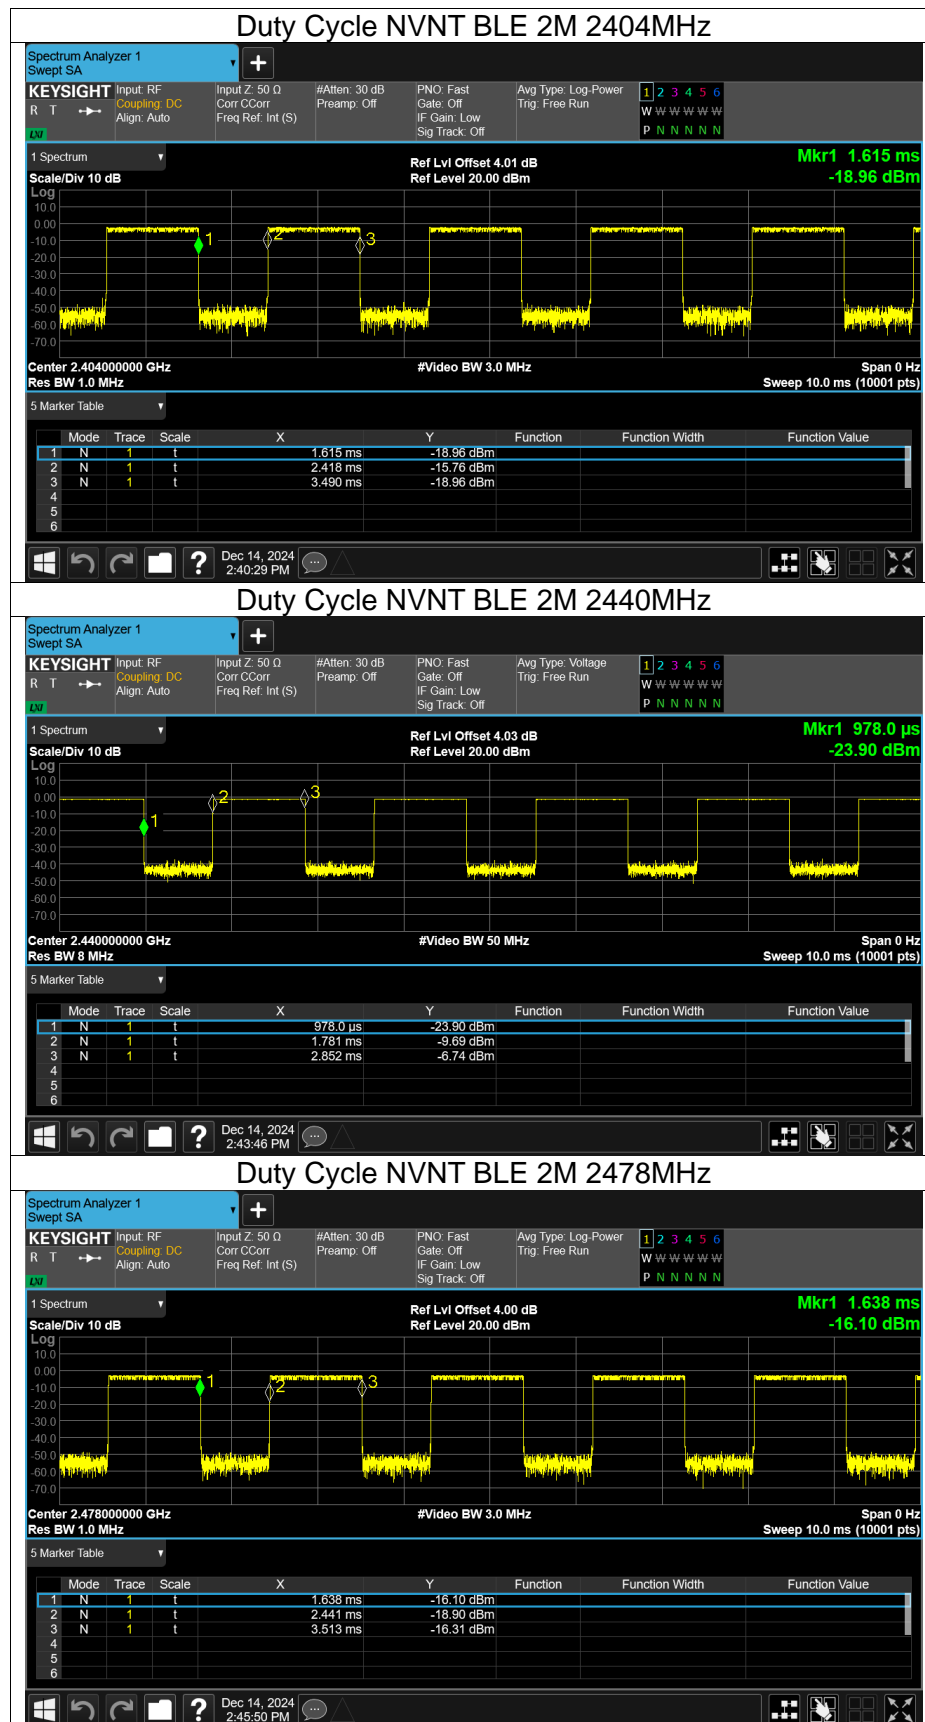 Duty Cycle NVNT BLE 2M 2404MHz
Spectrum Analyzer 1
Swept SA
+
KEYSIGHT Input: RF Input Z: 50 Ω #Atten: 30 dB PNO: Fast Avg Type: Log-Power 1 2 3 4 5 6
R T Coupling: DC Corr CCorr Preamp: Off Gate: Off Trig: Free Run W W W W W W
Align: Auto Freq Ref: Int (S) IF Gain: Low
LXI Sig Track: Off P N N N N N
1 Spectrum Ref Lvl Offset 4.01 dB Mkr1 1.615 ms
Scale/Div 10 dB Ref Level 20.00 dBm -18.96 dBm
Log
10.0
0.00
-10.0
-20.0
-30.0
-40.0
-50.0
-60.0
-70.0
1 2 3
Center 2.404000000 GHz #Video BW 3.0 MHz Span 0 Hz
Res BW 1.0 MHz Sweep 10.0 ms (10001 pts)
5 Marker Table
Mode Trace Scale X Y Function Function Width Function Value
1 N 1 t 1.615 ms -18.96 dBm
2 N 1 t 2.418 ms -15.76 dBm
3 N 1 t 3.490 ms -18.96 dBm
4
5
6
? Dec 14, 2024
2:40:29 PM
Duty Cycle NVNT BLE 2M 2440MHz
Spectrum Analyzer 1
Swept SA
+
KEYSIGHT Input: RF Input Z: 50 Ω #Atten: 30 dB PNO: Fast Avg Type: Voltage 1 2 3 4 5 6
R T Coupling: DC Corr CCorr Preamp: Off Gate: Off Trig: Free Run W W W W W W
Align: Auto Freq Ref: Int (S) IF Gain: Low
LXI Sig Track: Off P N N N N N
1 Spectrum Ref Lvl Offset 4.03 dB Mkr1 978.0 µs
Scale/Div 10 dB Ref Level 20.00 dBm -23.90 dBm
Log
10.0
0.00
-10.0
-20.0
-30.0
-40.0
-50.0
-60.0
-70.0
1 2 3
Center 2.440000000 GHz #Video BW 50 MHz Span 0 Hz
Res BW 8 MHz Sweep 10.0 ms (10001 pts)
5 Marker Table
Mode Trace Scale X Y Function Function Width Function Value
1 N 1 t 978.0 µs -23.90 dBm
2 N 1 t 1.781 ms -9.69 dBm
3 N 1 t 2.852 ms -6.74 dBm
4
5
6
? Dec 14, 2024
2:43:46 PM
Duty Cycle NVNT BLE 2M 2478MHz
Spectrum Analyzer 1
Swept SA
+
KEYSIGHT Input: RF Input Z: 50 Ω #Atten: 30 dB PNO: Fast Avg Type: Log-Power 1 2 3 4 5 6
R T Coupling: DC Corr CCorr Preamp: Off Gate: Off Trig: Free Run W W W W W W
Align: Auto Freq Ref: Int (S) IF Gain: Low
LXI Sig Track: Off P N N N N N
1 Spectrum Ref Lvl Offset 4.00 dB Mkr1 1.638 ms
Scale/Div 10 dB Ref Level 20.00 dBm -16.10 dBm
Log
10.0
0.00
-10.0
-20.0
-30.0
-40.0
-50.0
-60.0
-70.0
1 2 3
Center 2.478000000 GHz #Video BW 3.0 MHz Span 0 Hz
Res BW 1.0 MHz Sweep 10.0 ms (10001 pts)
5 Marker Table
Mode Trace Scale X Y Function Function Width Function Value
1 N 1 t 1.638 ms -16.10 dBm
2 N 1 t 2.441 ms -18.90 dBm
3 N 1 t 3.513 ms -16.31 dBm
4
5
6
? Dec 14, 2024
2:45:50 PM